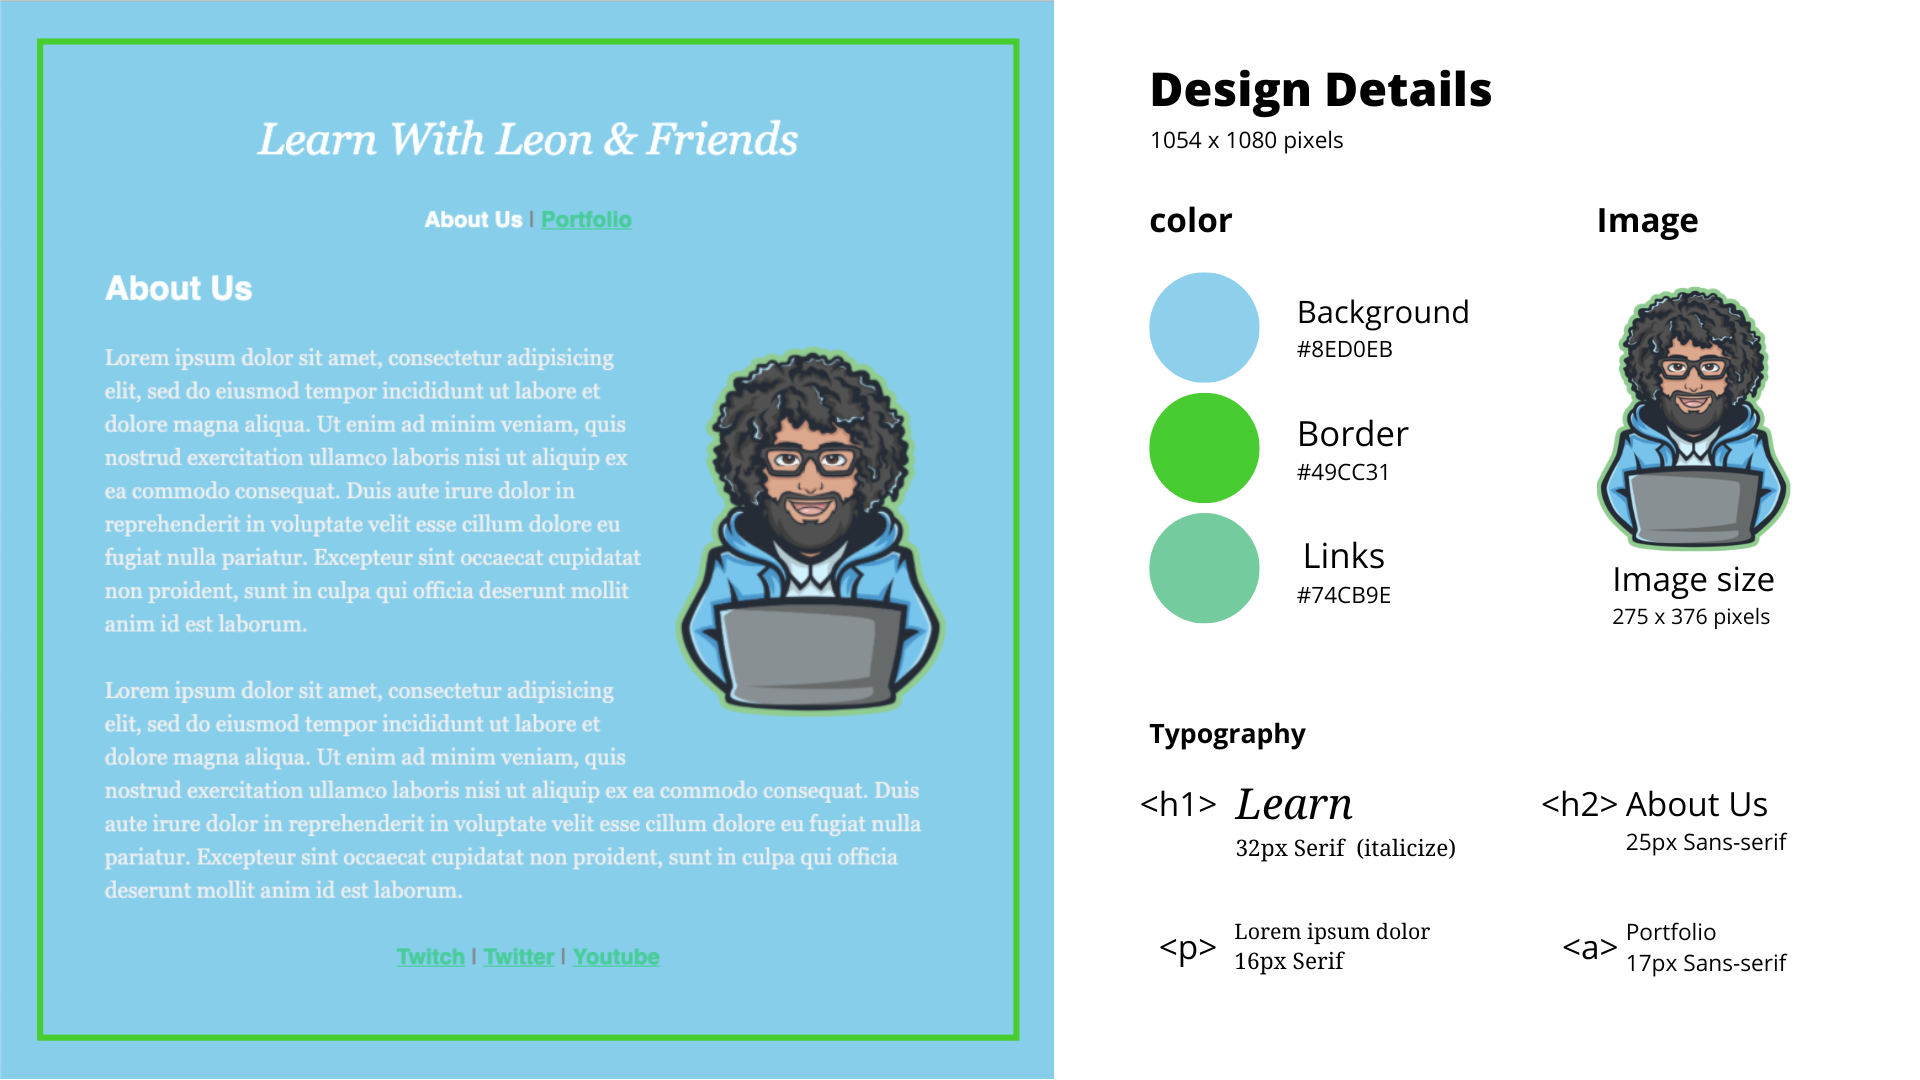 Learn With Leon & Friends
About Us | Portfolio
About Us
Lorem ipsum dolor sit amet, consectetur adipisicing
elit, sed do eiusmod tempor incididunt ut labore et
dolore magna aliqua. Ut enim ad minim veniam, quis
nostrud exercitation ullamco laboris nisi ut aliquip ex
ea commodo consequat. Duis aute irure dolor in
reprehenderit in voluptate velit esse cillum dolore eu
fugiat nulla pariatur. Excepteur sint occaecat cupidatat
non proident, sunt in culpa qui officia deserunt mollit
anim id est laborum.
Lorem ipsum dolor sit amet, consectetur adipisicing
elit, sed do eiusmod tempor incididunt ut labore et
dolore magna aliqua. Ut enim ad minim veniam, quis
nostrud exercitation ullamco laboris nisi ut aliquip ex ea commodo consequat. Duis
aute irure dolor in reprehenderit in voluptate velit esse cillum dolore eu fugiat nulla
pariatur. Excepteur sint occaecat cupidatat non proident, sunt in culpa qui officia
deserunt mollit anim id est laborum.
Twitch | Twitter | Youtube
Design Details
1054 x 1080 pixels
color
Background
#8ED0EB
Border
#49CC31
Links
#74CB9E
Image
Image size
275 x 376 pixels
Typography
<h1> Learn
32px Serif (italicize)
<h2> About Us
25px Sans-serif
<p> Lorem ipsum dolor
16px Serif
<a> Portfolio
17px Sans-serif